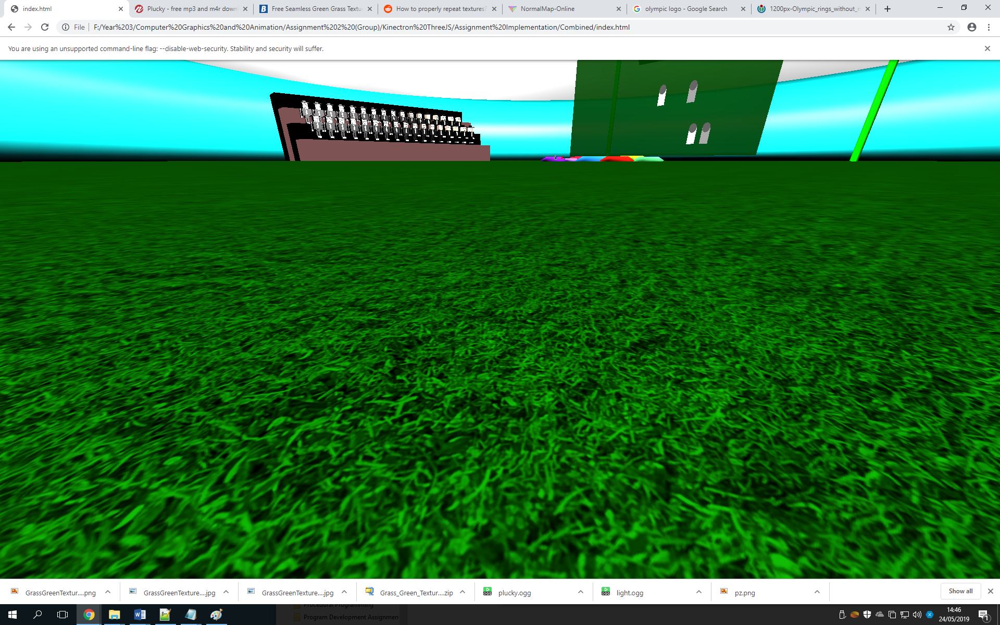 index.html
Plucky - free mp3 and m4r down
Free Seamless Green Grass Textu
How to properly repeat textures?
NormalMap-Online
olympic logo - Google Search
1200px-Olympic_rings_without_r
File
F:/Year%203/Computer%20Graphics%20and%20Animation/Assignment%202%20(Group)/Kinectron%20ThreeJS/Assignment%20Implementation/Combined/index.html
You are using an unsupported command-line flag: --disable-web-security. Stability and security will suffer.
GrassGreenTextur....png
GrassGreenTexture....jpg
GrassGreenTexture....jpg
Grass_Green_Textur....zip
plucky.ogg
light.ogg
pz.png
Show all
Procedural Programming
Program Development Assignmen
14:46
24/05/2019
1